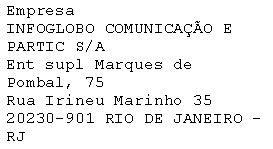 Empresa
INFOGLOBO COMUNICAÇÃO E
PARTIC S/A
Ent supl Marques de
Pombal, 75
Rua Irineu Marinho 35
20230-901 RIO DE JANEIRO -
RJ